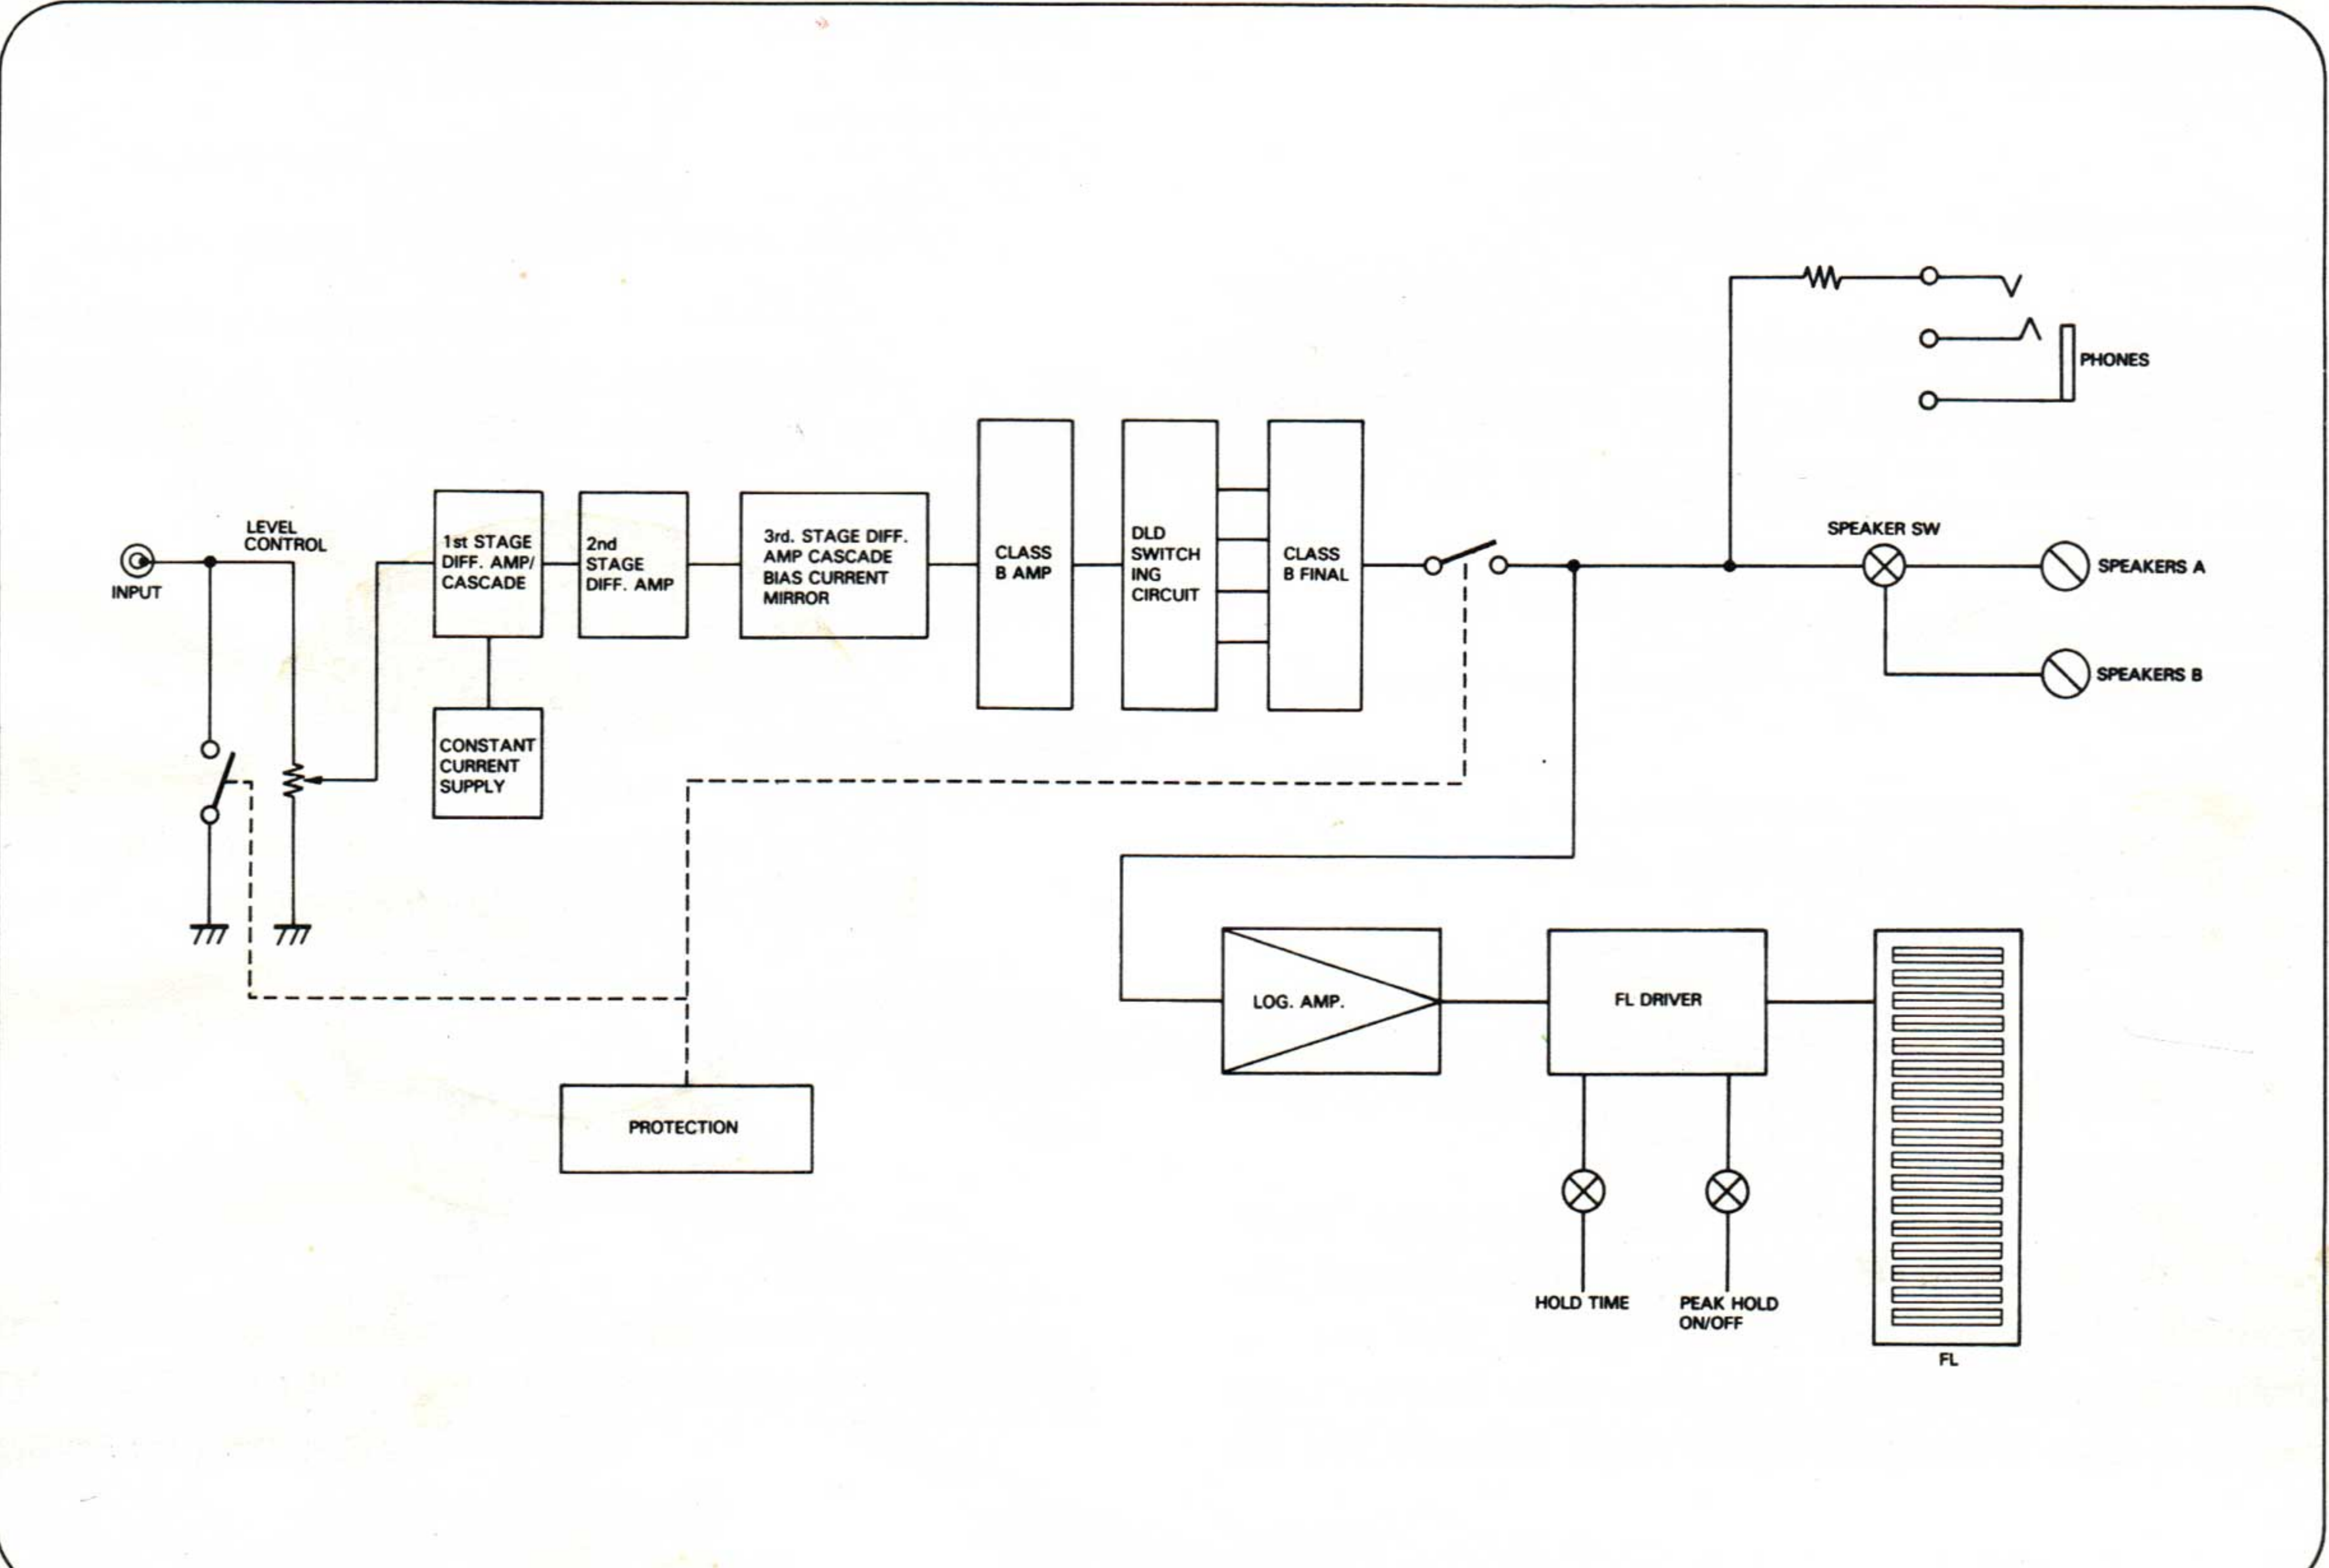 PHONES
SPEAKER SW
SPEAKERS A
SPEAKERS B
LEVEL
CONTROL
INPUT
1st STAGE
DIFF. AMP/
CASCADE
2nd
STAGE
DIFF. AMP
3rd. STAGE DIFF.
AMP CASCADE
BIAS CURRENT
MIRROR
CLASS
B AMP
DLD
SWITCH
ING
CIRCUIT
CLASS
B FINAL
CONSTANT
CURRENT
SUPPLY
LOG. AMP.
FL DRIVER
PROTECTION
HOLD TIME
PEAK HOLD
ON/OFF
FL